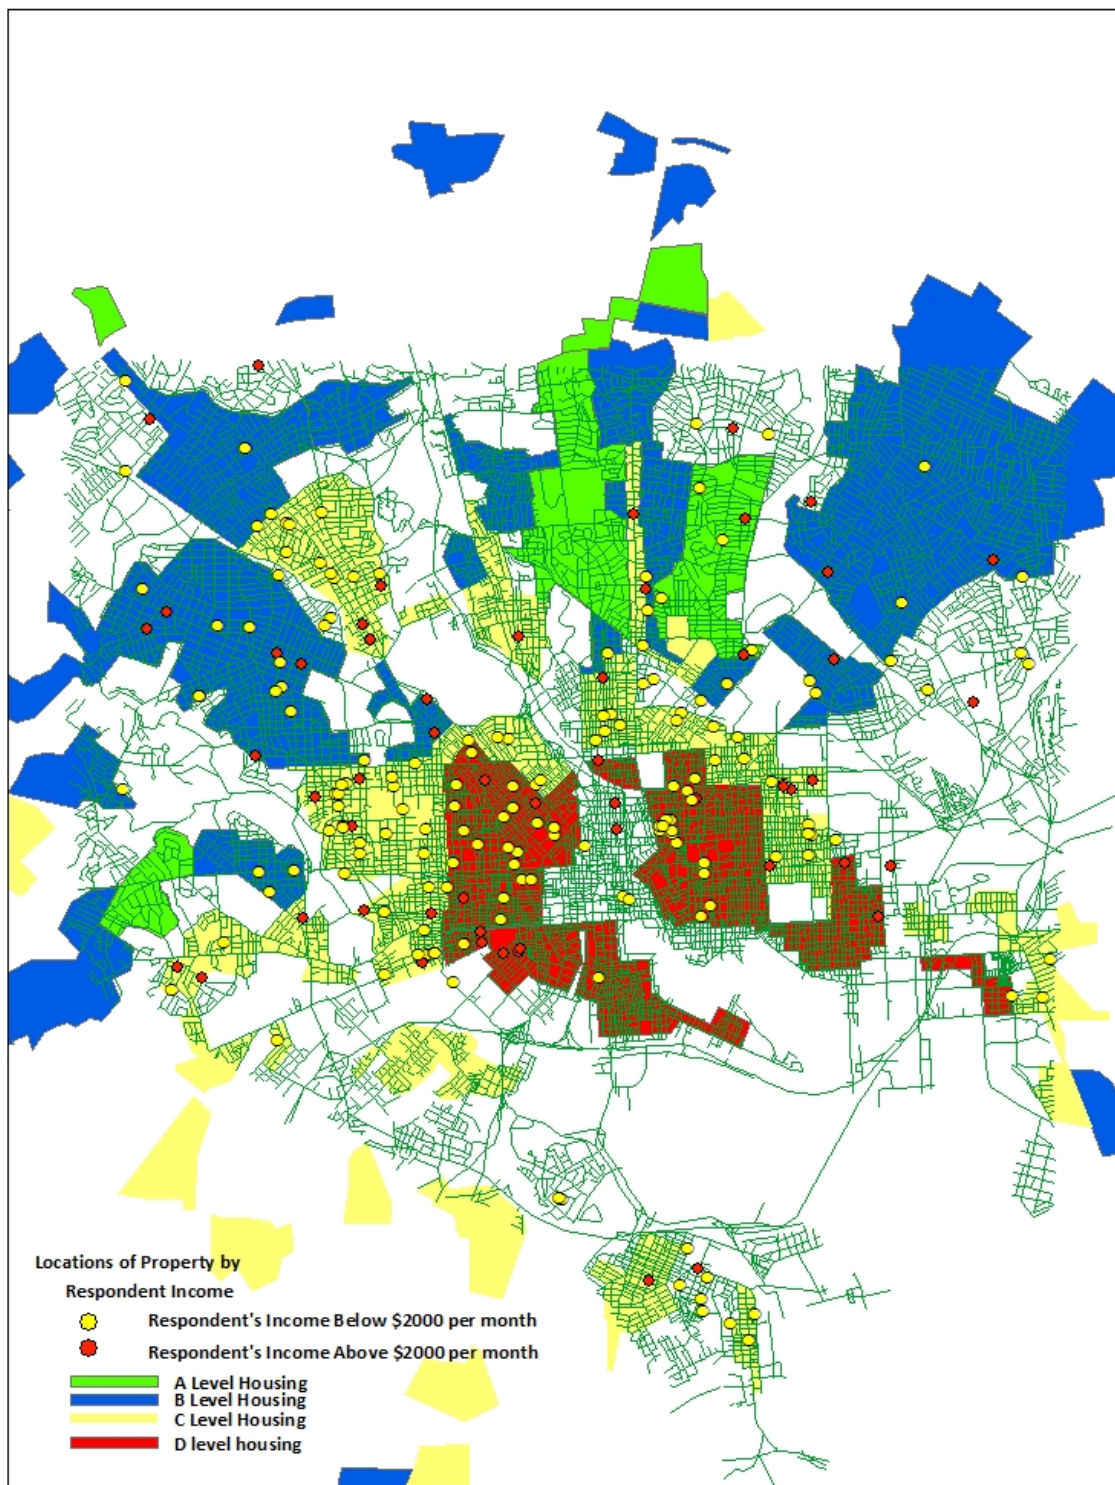 Locations of Property by
Respondent Income
Respondent's Income Below $2000 per month
Respondent's Income Above $2000 per month
A Level Housing
B Level Housing
C Level Housing
D level housing